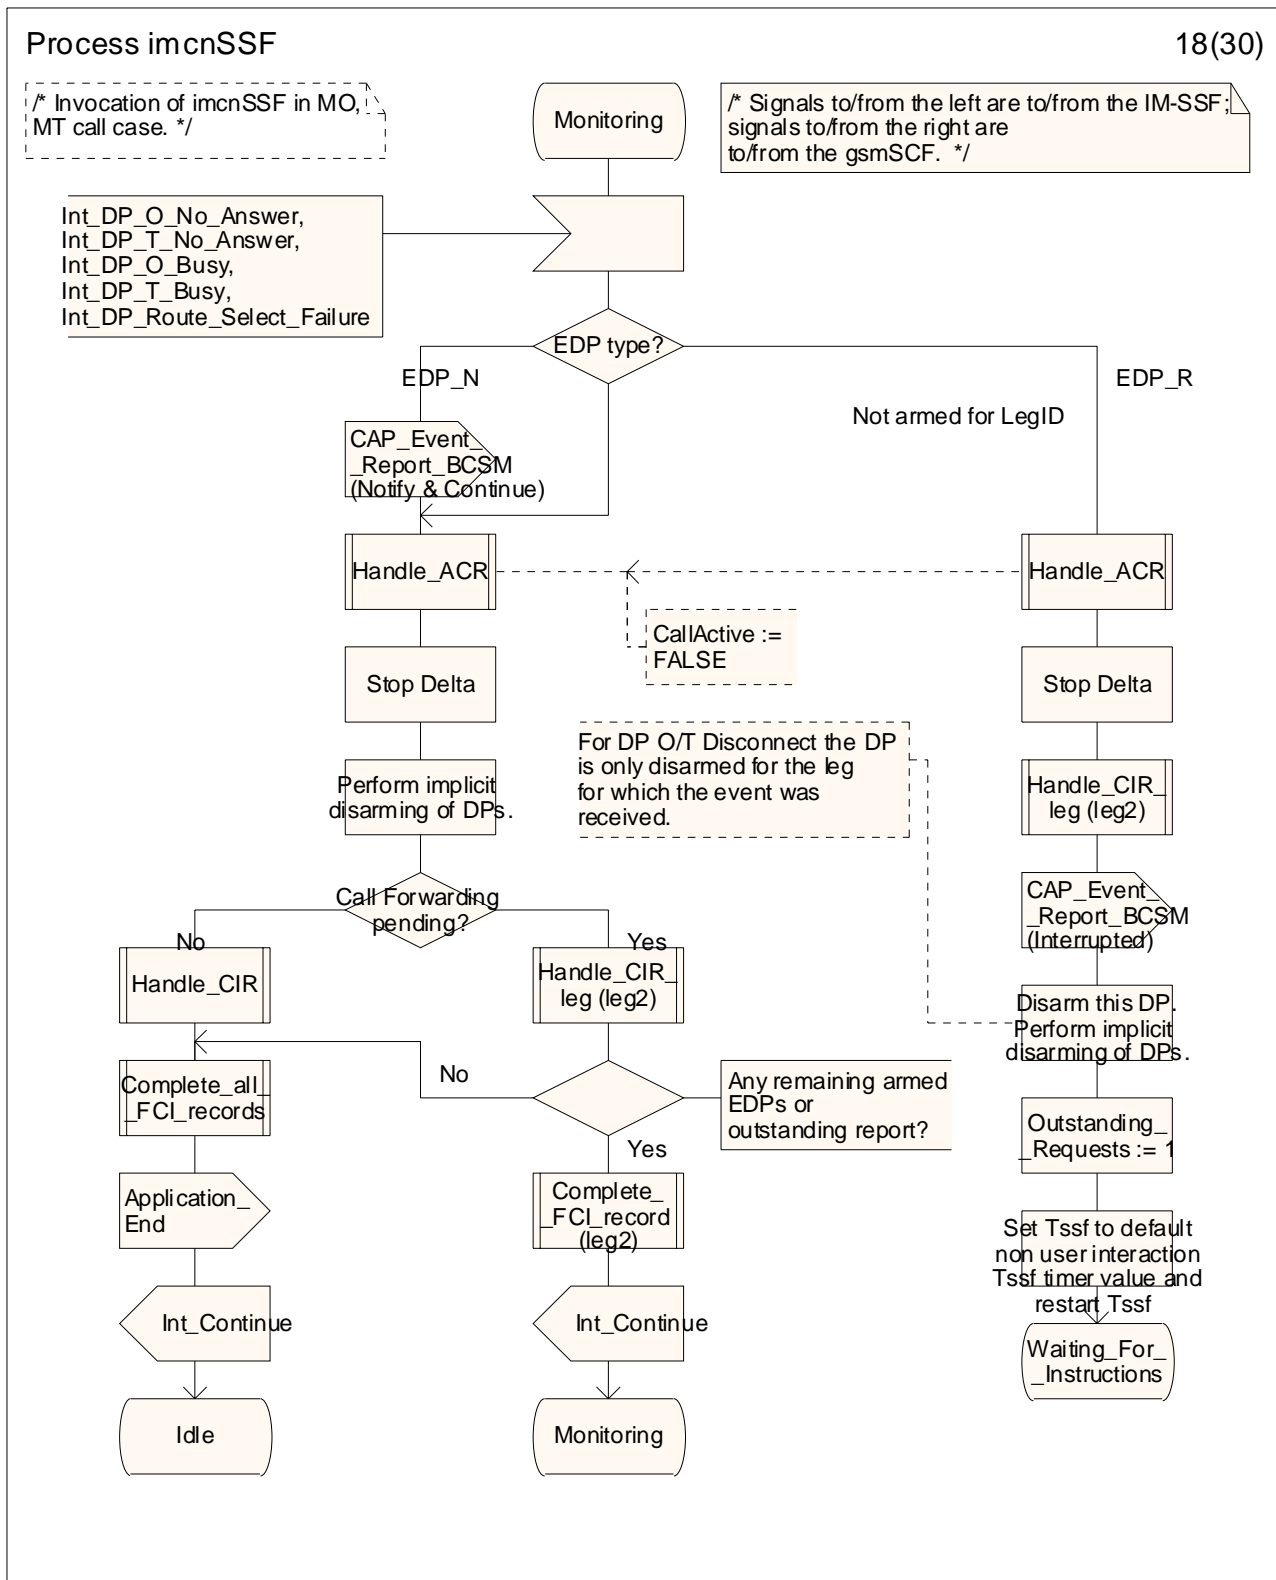 Process imcnSSF
18(30)
/* Invocation of imcnSSF in MO,
MT call case. */
Monitoring
/* Signals to/from the left are to/from the IM-SSF;
signals to/from the right are
to/from the gsmSCF. */
Int_DP_O_No_Answer,
Int_DP_T_No_Answer,
Int_DP_O_Busy,
Int_DP_T_Busy,
Int_DP_Route_Select_Failure
EDP type?
EDP_N
EDP_R
Not armed for LegID
CAP_Event_
_Report_BCSM
(Notify & Continue)
Handle_ACR
Handle_ACR
CallActive :=
FALSE
Stop Delta
Stop Delta
For DP O/T Disconnect the DP
is only disarmed for the leg
for which the event was
received.
Perform implicit
disarming of DPs.
Handle_CIR_
leg (leg2)
Call Forwarding
pending?
CAP_Event_
_Report_BCSM
(Interrupted)
No
Yes
Handle_CIR
Handle_CIR_
leg (leg2)
Disarm this DP.
Perform implicit
disarming of DPs.
No
Any remaining armed
EDPs or
outstanding report?
Complete_all_
_FCI_records
Yes
Outstanding_
_Requests := 1
Application_
End
Complete_
_FCI_record
(leg2)
Set Tssf to default
non user interaction
Tssf timer value and
restart Tssf
Int_Continue
Int_Continue
Waiting_For_
_Instructions
Idle
Monitoring